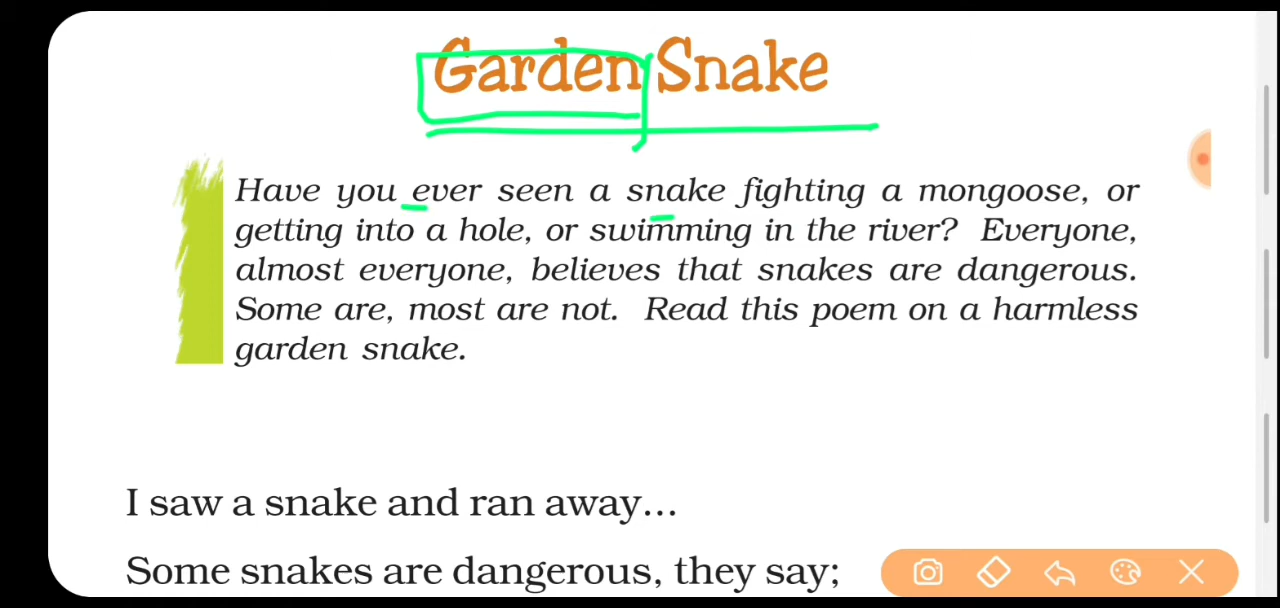 Garden Snake
Have you ever seen a snake fighting a mongoose, or
getting into a hole, or swimming in the river? Everyone,
almost everyone, believes that snakes are dangerous.
Some are, most are not. Read this poem on a harmless
garden snake.
I saw a snake and ran away...
Some snakes are dangerous, they say;